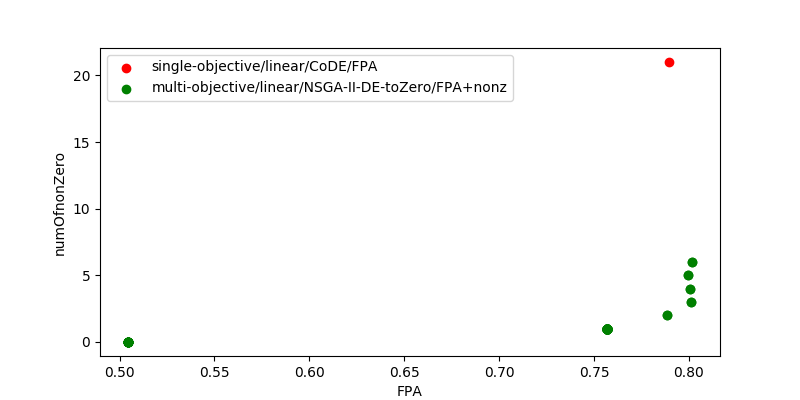 single-objective/linear/CoDE/FPA
multi-objective/linear/NSGA-II-DE-toZero/FPA+nonz
numOfnonZero
20
15
10
5
0
0.50 0.55 0.60 0.65 0.70 0.75 0.80
FPA